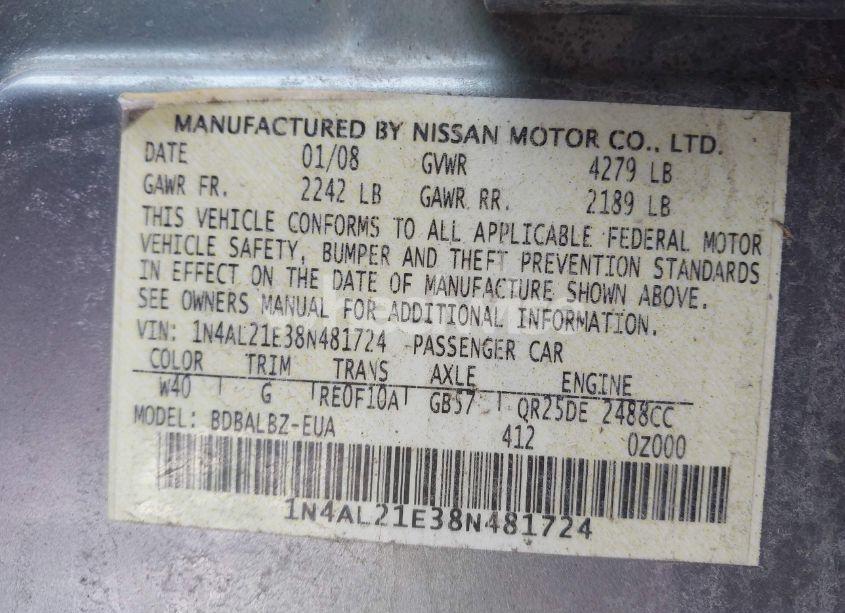 MANUFACTURED BY NISSAN MOTOR CO., LTD.
DATE 01/08 GVWR 4279 LB
GAWR FR. 2242 LB GAWR RR. 2189 LB
THIS VEHICLE CONFORMS TO ALL APPLICABLE FEDERAL MOTOR
VEHICLE SAFETY, BUMPER AND THEFT PREVENTION STANDARDS
IN EFFECT ON THE DATE OF MANUFACTURE SHOWN ABOVE.
SEE OWNERS MANUAL FOR ADDITIONAL INFORMATION.
VIN: 1N4AL21E38N481724 PASSENGER CAR
COLOR TRIM TRANS AXLE ENGINE
W40 G RE0F10A GB57 QR25DE 2488CC
MODEL: BDBALBZ-EUA 412 0Z000
1N4AL21E38N481724